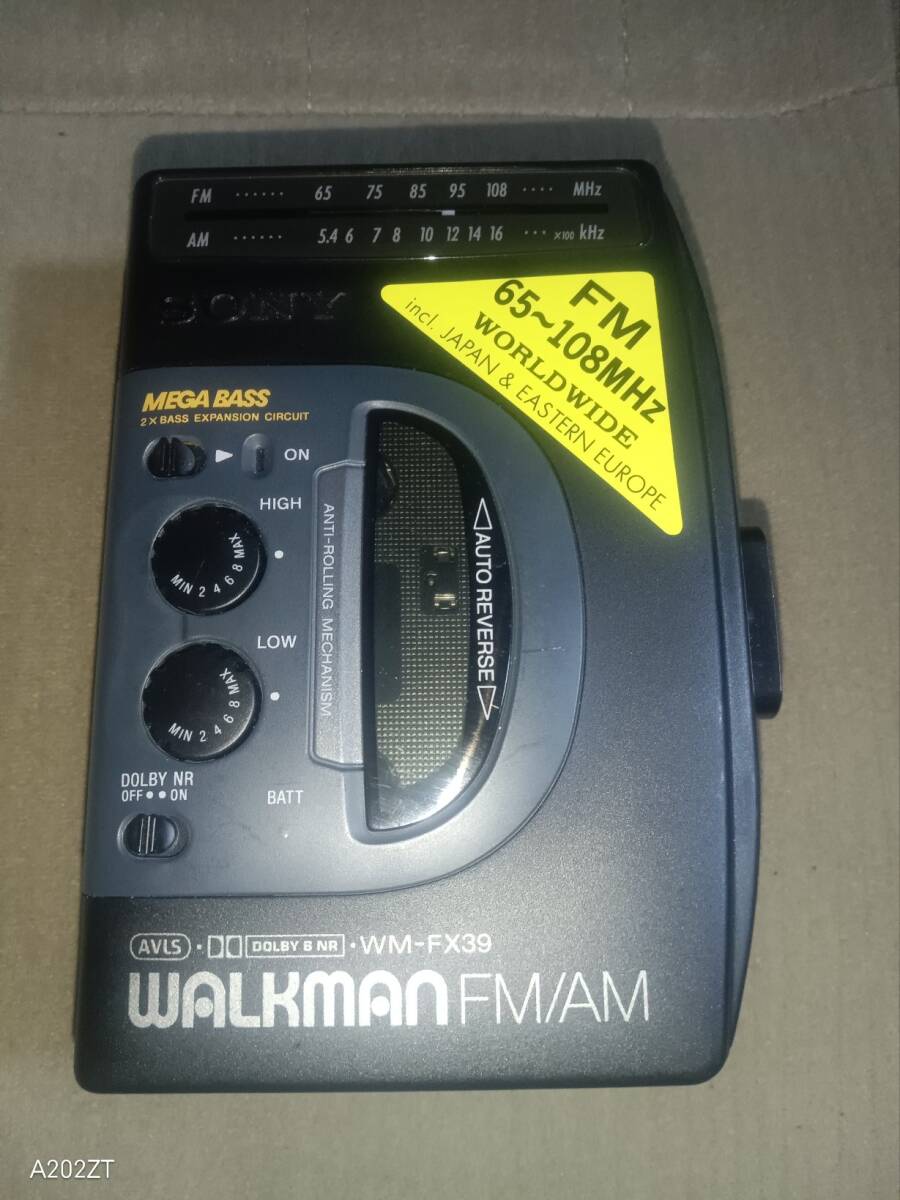 FM ······ 65 75 85 95 108 ···· MHz
AM ······ 5.4 6 7 8 10 12 14 16 ··· ×100 kHz
SONY
FM
65~108MHz
WORLDWIDE
incl. JAPAN & EASTERN EUROPE
MEGA BASS
2×BASS EXPANSION CIRCUIT
▷ ON
HIGH
MIN 2 4 6 8 MAX
LOW
MIN 2 4 6 8 MAX
ANTI-ROLLING MECHANISM
◁AUTO REVERSE▷
DOLBY NR
OFF●●ON
BATT
AVLS · DOLBY B NR · WM-FX39
WALKMAN FM/AM
A202ZT